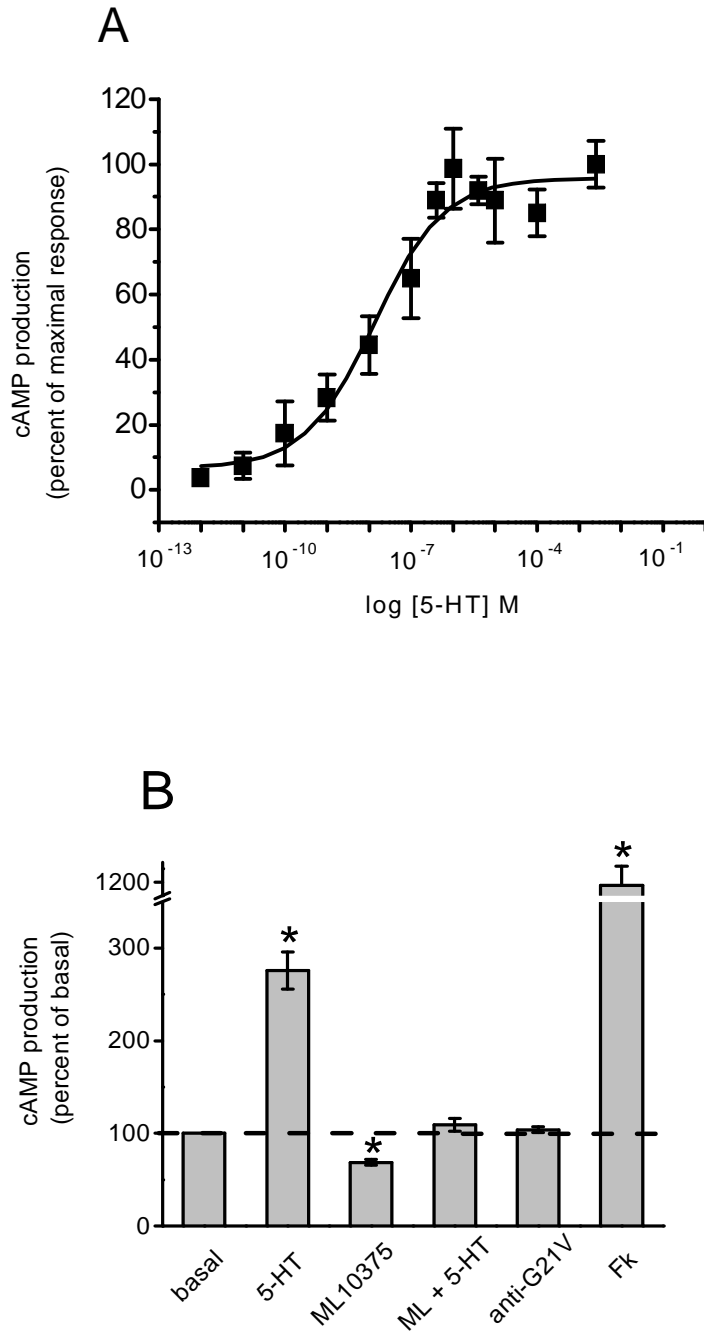 A
120
100
80
60
40
20
0
cAMP production
(percent of maximal response)
10^-13 10^-10 10^-7 10^-4 10^-1
log [5-HT] M
B
1200
300
200
100
0
cAMP production
(percent of basal)
* * *
basal 5-HT ML10375 ML + 5-HT anti-G21V Fk